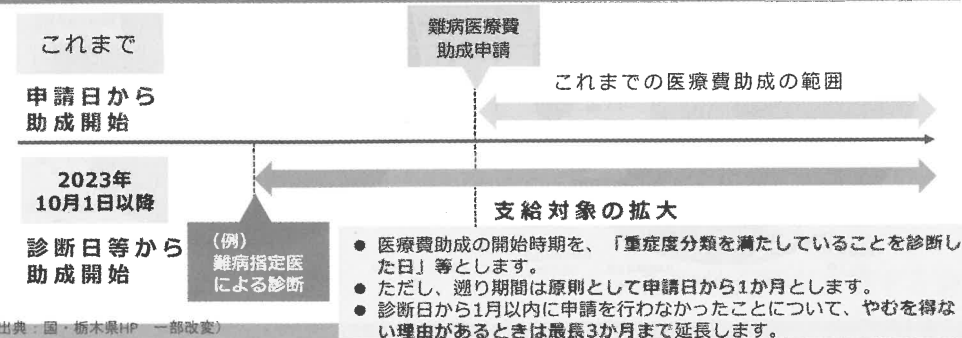 これまで
難病医療費
助成申請
申請日から
助成開始
これまでの医療費助成の範囲
2023年
10月1日以降
診断日等から
助成開始
(例)
難病指定医
による診断
支給対象の拡大
● 医療費助成の開始時期を、「重症度分類を満たしていることを診断し
た日」等とします。
● ただし、遡り期間は原則として申請日から1か月とします。
● 診断日から1月以内に申請を行わなかったことについて、やむを得な
い理由があるときは最長3か月まで延長します。
出典：国・栃木県HP 一部改変）